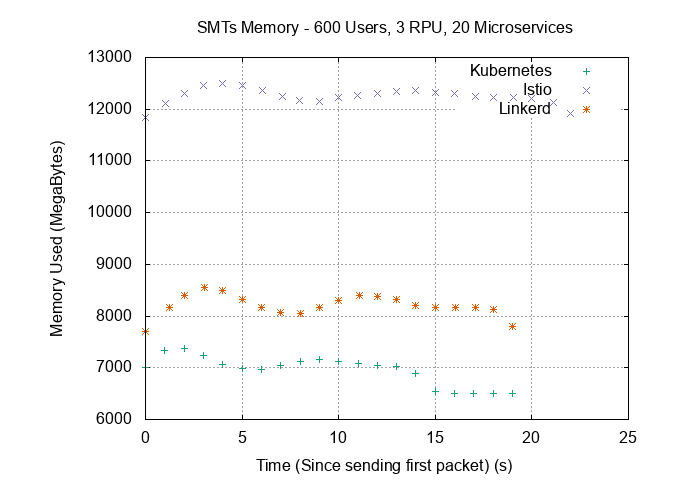 SMTs Memory - 600 Users, 3 RPU, 20 Microservices
Memory Used (MegaBytes)
13000
12000
11000
10000
9000
8000
7000
6000
Kubernetes
Istio
Linkerd
0 5 10 15 20 25
Time (Since sending first packet) (s)